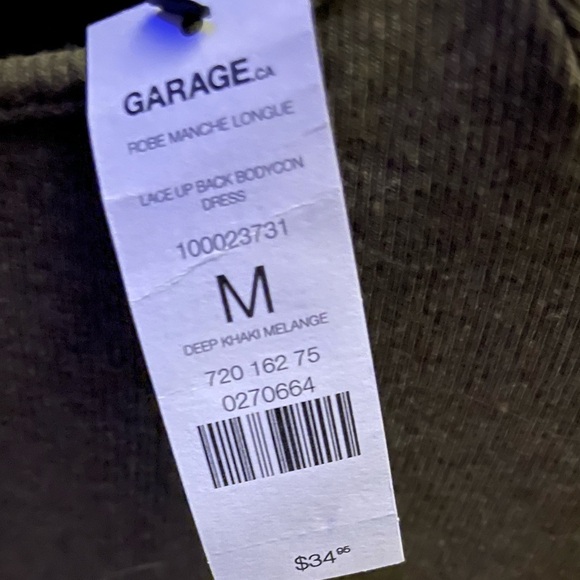 GARAGE.CA
ROBE MANCHE LONGUE
LACE UP BACK BODYCON
DRESS
100023731
M
DEEP KHAKI MELANGE
720 162 75
0270664
$34.95